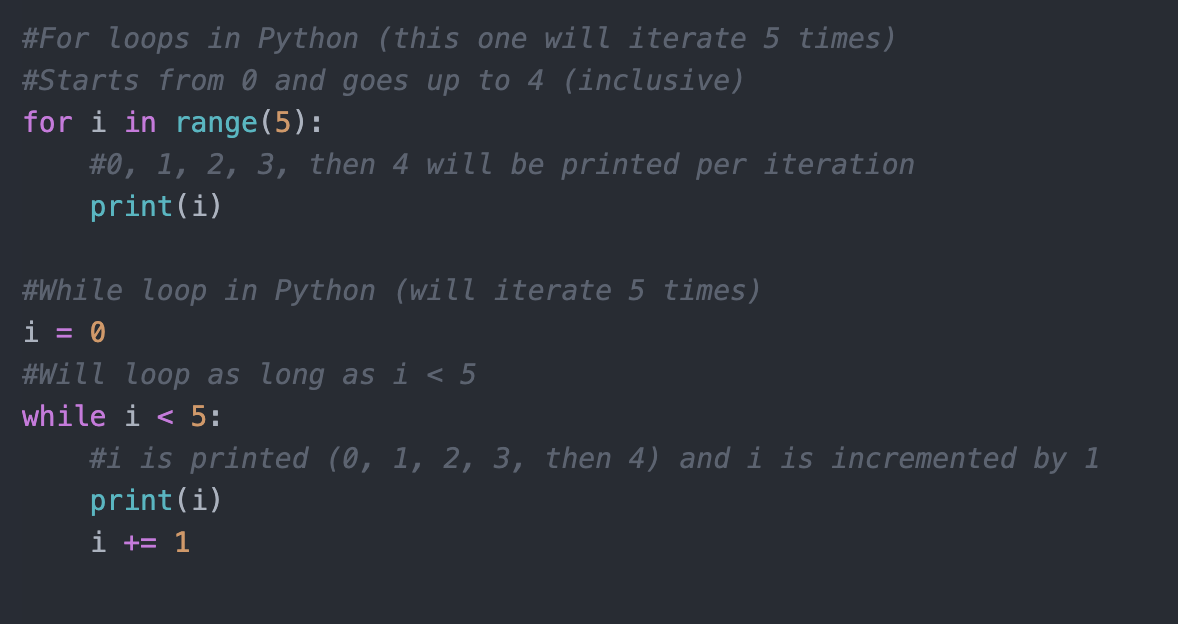 #For loops in Python (this one will iterate 5 times)
#Starts from 0 and goes up to 4 (inclusive)
for i in range(5):
    #0, 1, 2, 3, then 4 will be printed per iteration
    print(i)

#While loop in Python (will iterate 5 times)
i = 0
#Will loop as long as i < 5
while i < 5:
    #i is printed (0, 1, 2, 3, then 4) and i is incremented by 1
    print(i)
    i += 1